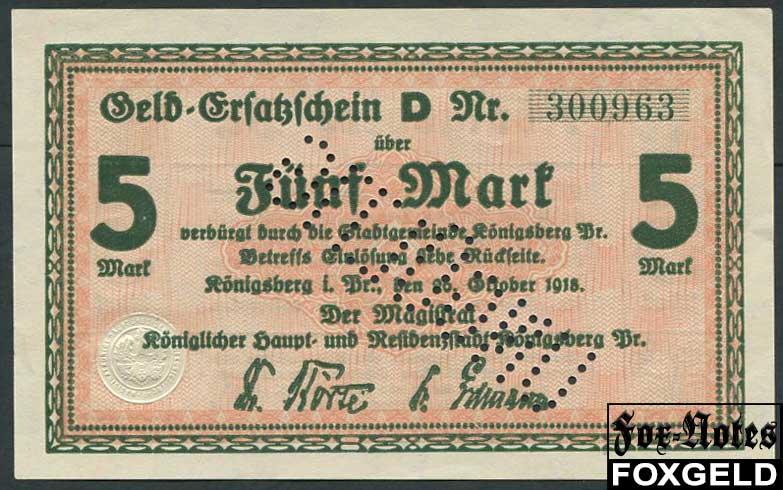 Geld-Ersatzschein D Nr. 300963
über
5 Fünf Mark 5
Mark Mark
verbürgt durch die Stadtgemeinde Königsberg Pr.
Betreffs Einlösung siehe Rückseite.
Königsberg i. Pr., den 26. Oktober 1918.
Der Magistrat
Königlicher Haupt- und Residenzstadt Königsberg Pr.
Körte
Fox-Notes
FOXGELD